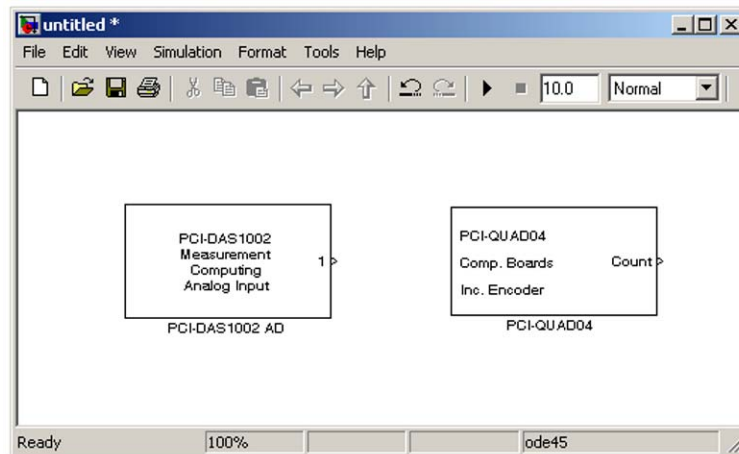 untitled *
File Edit View Simulation Format Tools Help
10.0 Normal
PCI-DAS1002
Measurement
Computing
Analog Input
1
PCI-DAS1002 AD
PCI-QUAD04
Comp. Boards
Inc. Encoder
Count
PCI-QUAD04
Ready 100% ode45